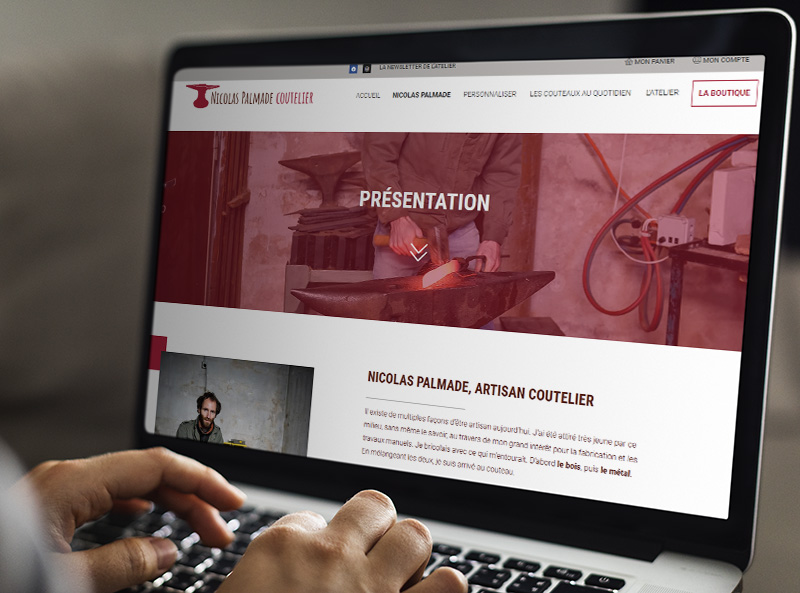 LA NEWSLETTER DE L'ATELIER
MON PANIER
MON COMPTE
NICOLAS PALMADE COUTELIER
ACCUEIL
NICOLAS PALMADE
PERSONNALISER
LES COUTEAUX AU QUOTIDIEN
L'ATELIER
LA BOUTIQUE
PRÉSENTATION
NICOLAS PALMADE, ARTISAN COUTELIER
Il existe de multiples façons d'être artisan aujourd'hui. J'ai été attiré très jeune par ce
milieu, sans même le savoir, au travers de mon grand intérêt pour la fabrication et les
travaux manuels. Je bricolais avec ce qui m'entourait. D'abord le bois, puis le métal.
En mélangeant les deux, je suis arrivé au couteau.